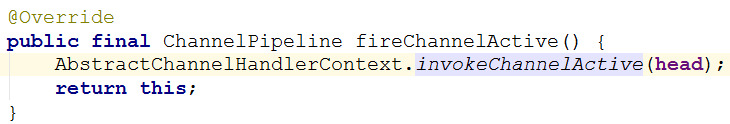 @Override
public final ChannelPipeline fireChannelActive() {
    AbstractChannelHandlerContext.invokeChannelActive(head);
    return this;
}